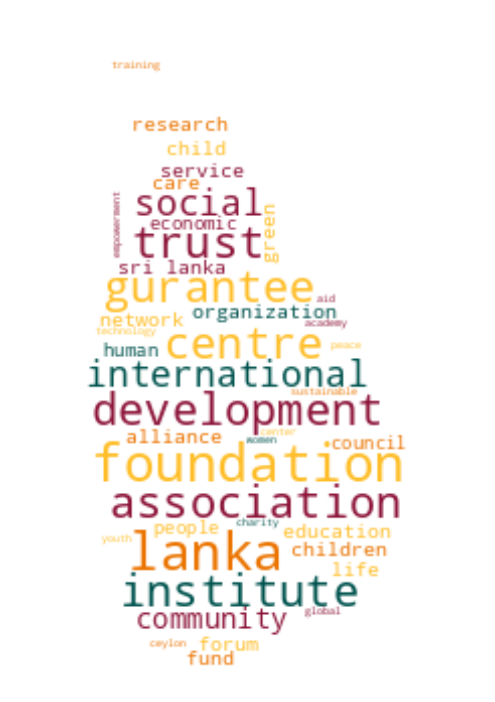 training
research
child
service
care
social
empowerment
economic
green
trust
sri lanka
gurantee
aid
organization
network
academy
technology
centre
human
peace
international
sustainable
development
alliance
center
women
council
foundation
association
people
charity
education
youth
lanka
children
life
institute
global
community
ceylon
forum
fund